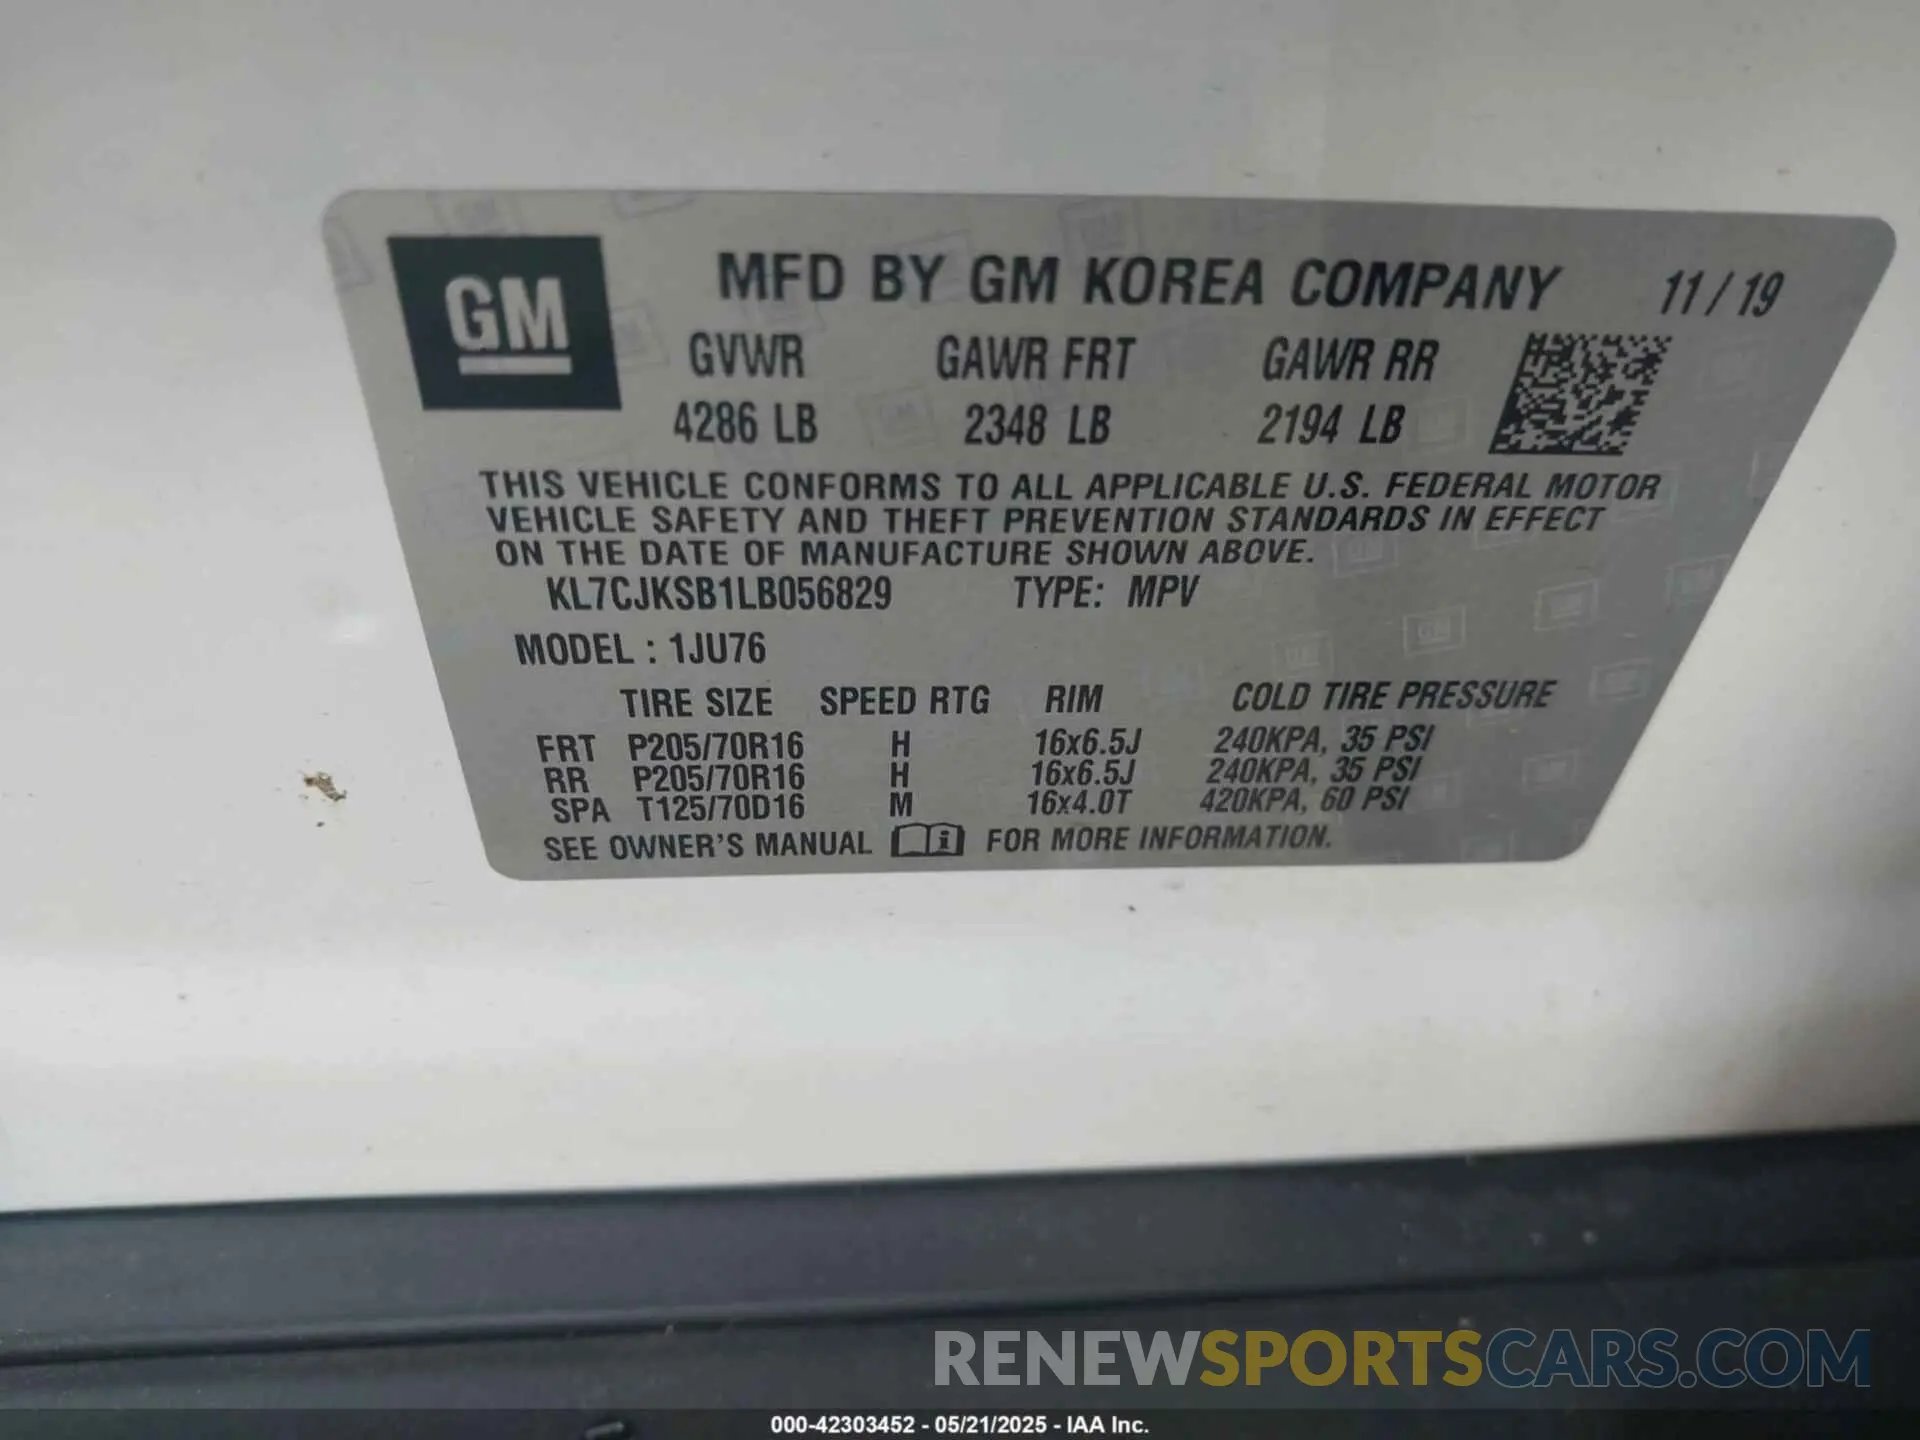 GM
MFD BY GM KOREA COMPANY 11/19
GVWR GAWR FRT GAWR RR
4286 LB 2348 LB 2194 LB
THIS VEHICLE CONFORMS TO ALL APPLICABLE U.S. FEDERAL MOTOR
VEHICLE SAFETY AND THEFT PREVENTION STANDARDS IN EFFECT
ON THE DATE OF MANUFACTURE SHOWN ABOVE.
KL7CJKSB1LB056829 TYPE: MPV
MODEL : 1JU76
TIRE SIZE SPEED RTG RIM COLD TIRE PRESSURE
FRT P205/70R16 H 16x6.5J 240KPA, 35 PSI
RR P205/70R16 H 16x6.5J 240KPA, 35 PSI
SPA T125/70D16 M 16x4.0T 420KPA, 60 PSI
SEE OWNER'S MANUAL i FOR MORE INFORMATION.
RENEWSPORTSCARS.COM
000-42303452 - 05/21/2025 - IAA Inc.